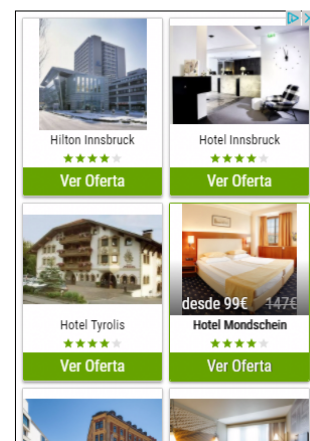 Hilton Innsbruck
Hotel Innsbruck
Ver Oferta
Ver Oferta
desde 99€ 147€
Hotel Tyrolis
Hotel Mondschein
Ver Oferta
Ver Oferta